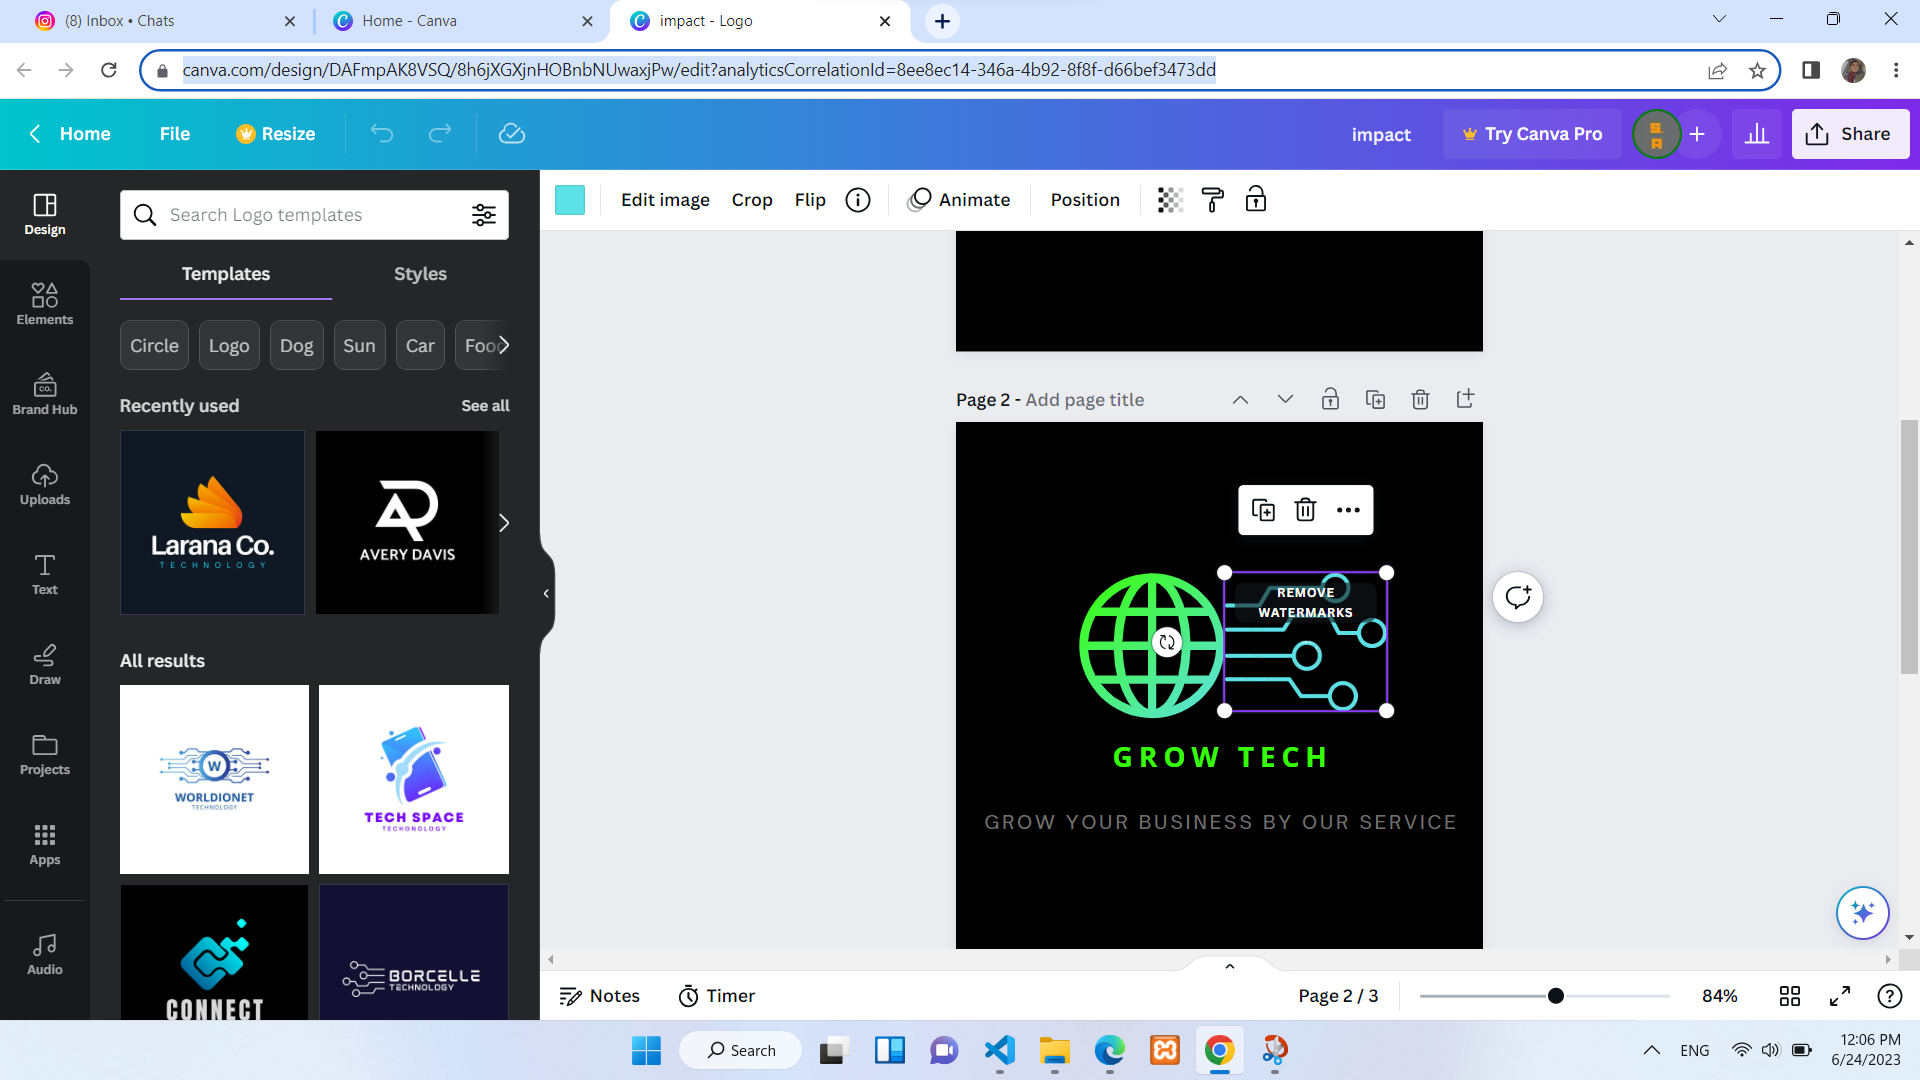 (8) Inbox • Chats
Home - Canva
impact - Logo
canva.com/design/DAFmpAK8VSQ/8h6jXGXjnHOBnbNUwaxjPw/edit?analyticsCorrelationId=8ee8ec14-346a-4b92-8f8f-d66bef3473dd
Home
File
Resize
impact
Try Canva Pro
S.
A
Share
Design
Elements
Brand Hub
Uploads
Text
Draw
Projects
Apps
Audio
Search Logo templates
Templates
Styles
Circle
Logo
Dog
Sun
Car
Food
Recently used
See all
Larana Co.
TECHNOLOGY
AVERY DAVIS
All results
W
WORLDIONET
TECHNOLOGY
TECH SPACE
TECHONOLOGY
CONNECT
BORCELLE
TECHNOLOGY
Edit image
Crop
Flip
Animate
Position
Page 2 - Add page title
REMOVE
WATERMARKS
GROW TECH
GROW YOUR BUSINESS BY OUR SERVICE
Notes
Timer
Page 2 / 3
84%
Search
ENG
12:06 PM
6/24/2023